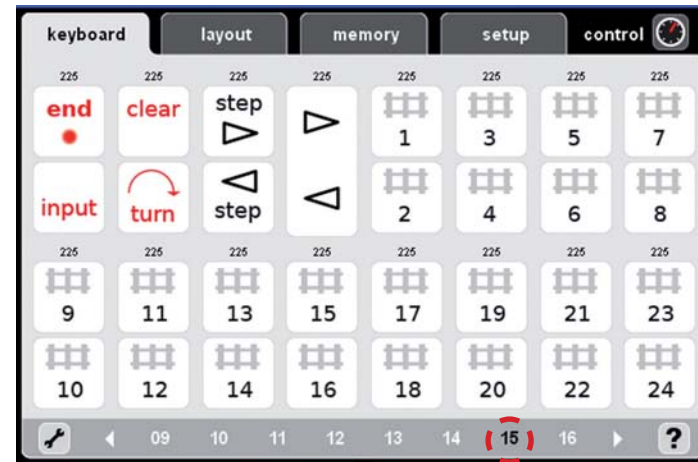 keyboard layout memory setup control
225 225 225 225 225 225 225 225
end clear step 1 3 5 7
input turn step 2 4 6 8
225 225 225 225 225 225 225 225
9 11 13 15 17 19 21 23
10 12 14 16 18 20 22 24
09 10 11 12 13 14 15 16 ?